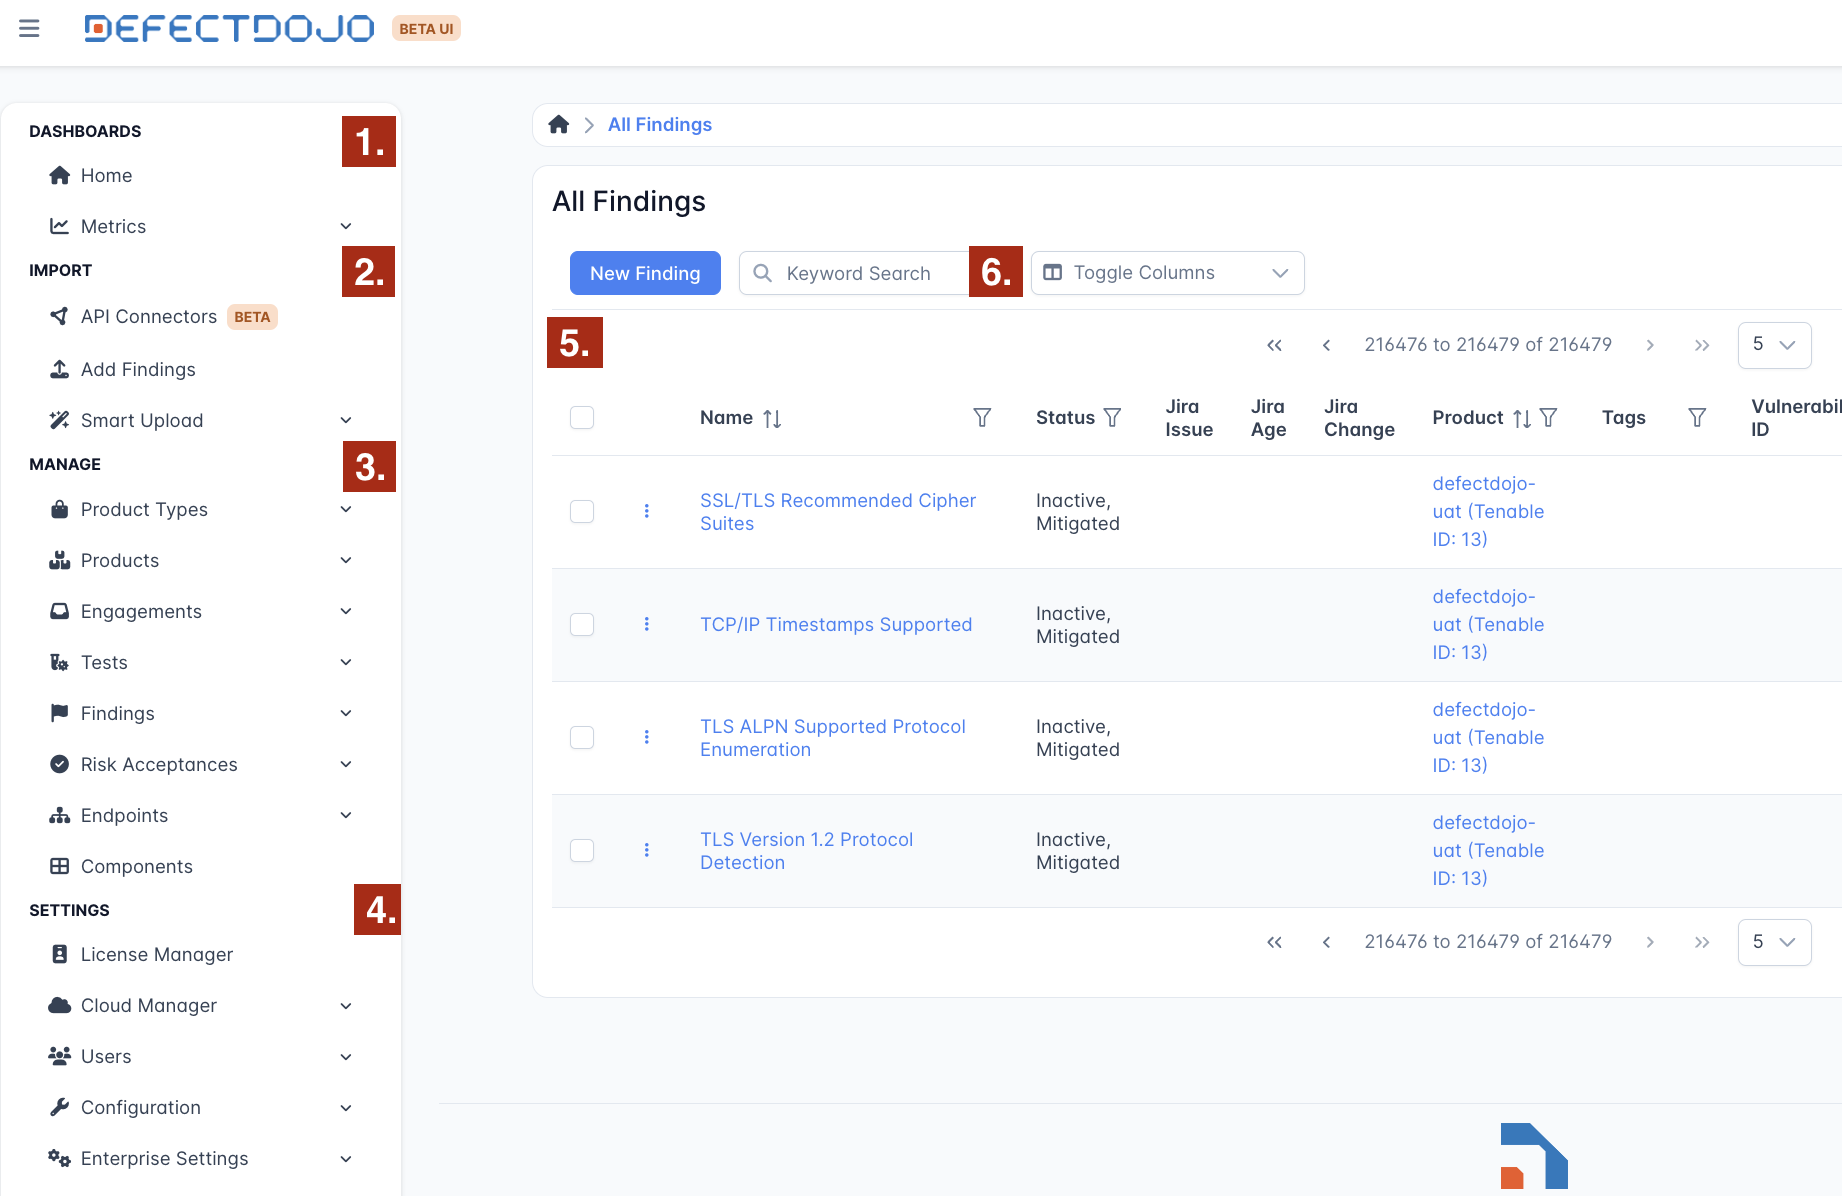 DEFECTDOJO BETA UI
DASHBOARDS
1.
Home
Metrics
IMPORT
2.
API Connectors BETA
Add Findings
Smart Upload
MANAGE
3.
Product Types
Products
Engagements
Tests
Findings
Risk Acceptances
Endpoints
Components
SETTINGS
4.
License Manager
Cloud Manager
Users
Configuration
Enterprise Settings
All Findings
All Findings
New Finding Keyword Search 6. Toggle Columns
5.
216476 to 216479 of 216479 5
Name Status Jira Issue Jira Age Jira Change Product Tags Vulnerabil ID
SSL/TLS Recommended Cipher
Suites
Inactive,
Mitigated
defectdojo-
uat (Tenable
ID: 13)
TCP/IP Timestamps Supported
Inactive,
Mitigated
defectdojo-
uat (Tenable
ID: 13)
TLS ALPN Supported Protocol
Enumeration
Inactive,
Mitigated
defectdojo-
uat (Tenable
ID: 13)
TLS Version 1.2 Protocol
Detection
Inactive,
Mitigated
defectdojo-
uat (Tenable
ID: 13)
216476 to 216479 of 216479 5